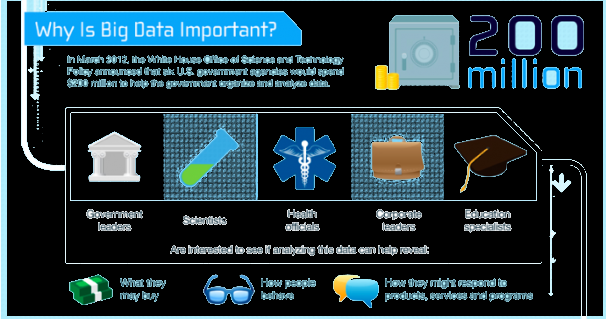 Why Is Big Data Important?
In March 2012, the White House Office of Science and Technology
Policy announced that six U.S. government agencies would spend
$200 million to help the government organize and analyze data.
200
million
Government
leaders
Scientists
Health
officials
Corporate
leaders
Education
specialists
Are interested to see if analyzing this data can help reveal:
What they
may buy
How people
behave
How they might respond to
products, services and programs